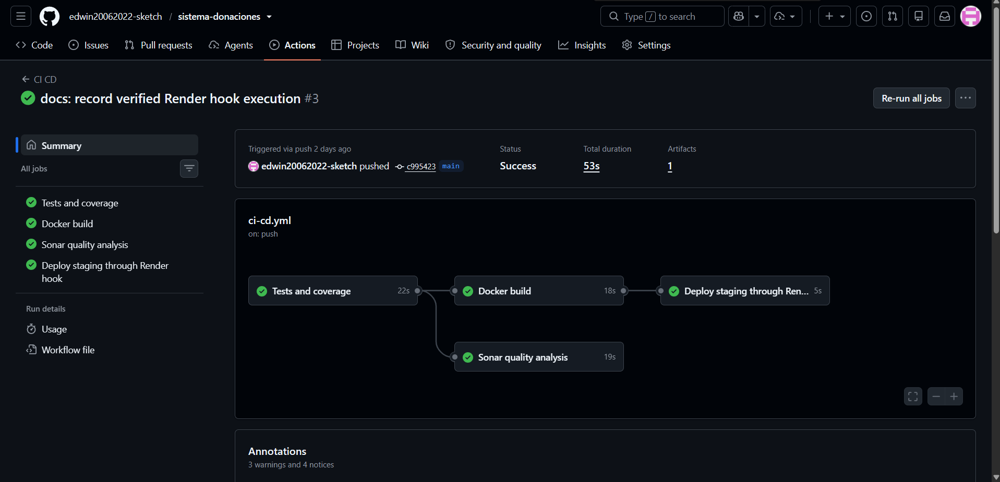 edwin20062022-sketch / sistema-donaciones
Type / to search
Code
Issues
Pull requests
Agents
Actions
Projects
Wiki
Security and quality
Insights
Settings
CI CD
docs: record verified Render hook execution #3
Re-run all jobs
Summary
All jobs
Tests and coverage
Docker build
Sonar quality analysis
Deploy staging through Render
hook
Run details
Usage
Workflow file
Triggered via push 2 days ago
edwin20062022-sketch pushed c995423 main
Status
Success
Total duration
53s
Artifacts
1
ci-cd.yml
on: push
Tests and coverage 22s
Docker build 18s
Deploy staging through Ren... 5s
Sonar quality analysis 19s
Annotations
3 warnings and 4 notices